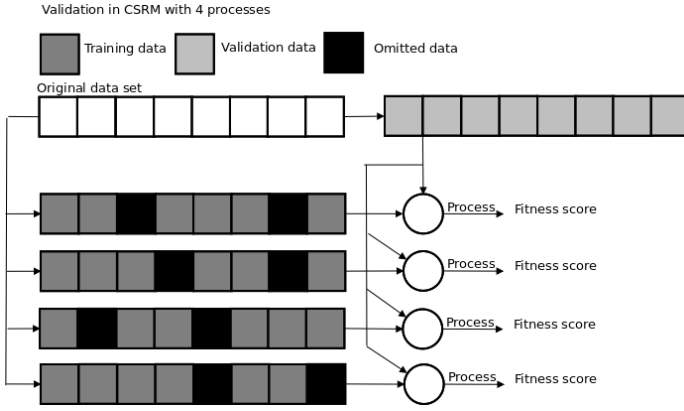 Validation in CSRM with 4 processes
Training data
Validation data
Omitted data
Original data set
Process
Fitness score
Process
Fitness score
Process
Fitness score
Process
Fitness score